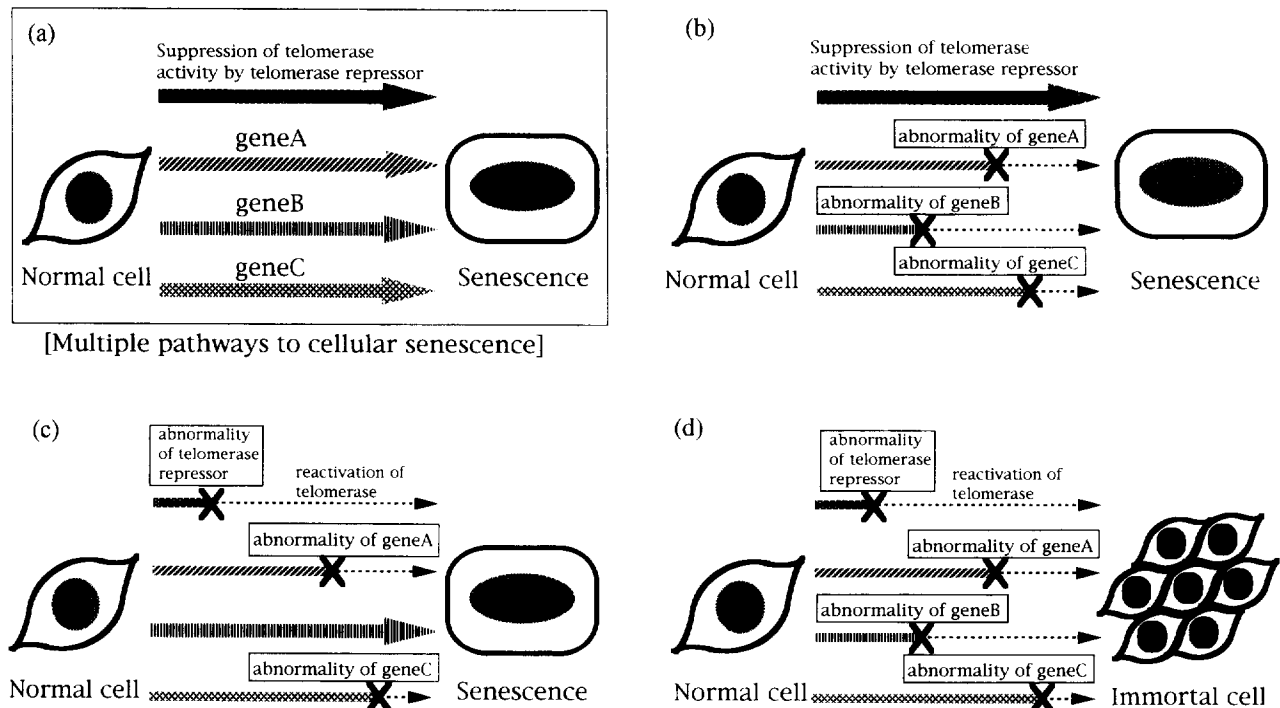 (a)
Suppression of telomerase
activity by telomerase repressor
geneA
geneB
geneC
Normal cell
Senescence
[Multiple pathways to cellular senescence]
(b)
Suppression of telomerase
activity by telomerase repressor
abnormality of geneA
abnormality of geneB
abnormality of geneC
Normal cell
Senescence
(c)
abnormality
of telomerase
repressor
reactivation of
telomerase
abnormality of geneA
abnormality of geneC
Normal cell
Senescence
(d)
abnormality
of telomerase
repressor
reactivation of
telomerase
abnormality of geneA
abnormality of geneB
abnormality of geneC
Normal cell
Immortal cell